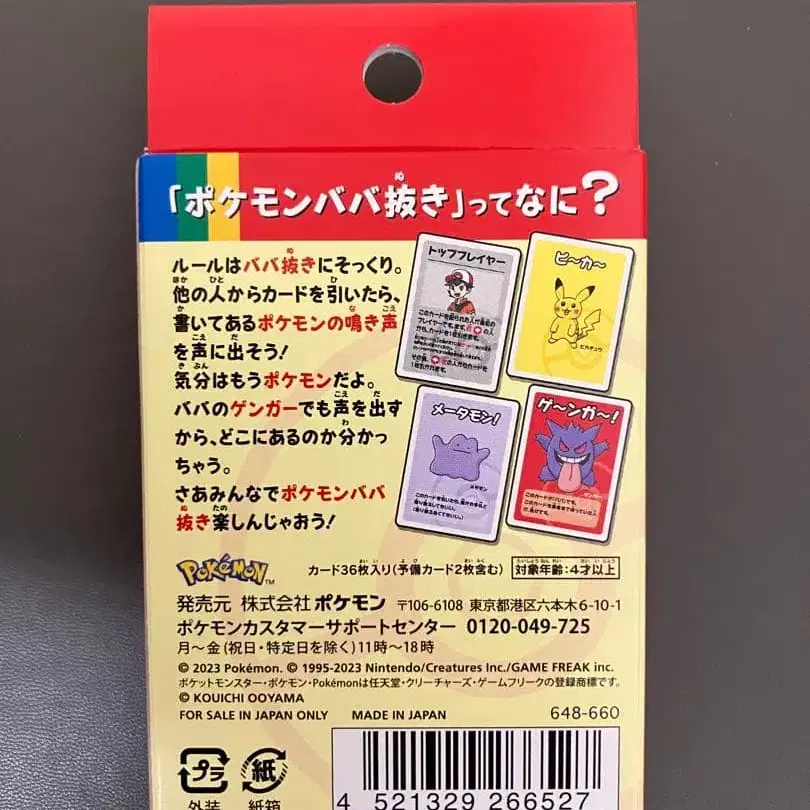 「ポケモンババ抜き」ってなに?
ルールはババ抜きにそっくり。
他の人からカードを引いたら、
書いてあるポケモンの鳴き声
を声に出そう!
気分はもうポケモンだよ。
ババのゲンガーでも声を出す
から、どこにあるのか分かっ
ちゃう。
さあみんなでポケモンババ
抜き楽しんじゃおう!
トッププレイヤー
ピ〜カ〜
ピカチュウ
メ〜タモン!
メタモン
ゲ〜ンガ〜!
ゲンガー
POKéMON™
カード36枚入り(予備カード2枚含む)
対象年齢:4才以上
発売元 株式会社ポケモン 〒106-6108 東京都港区六本木6-10-1
ポケモンカスタマーサポートセンター 0120-049-725
月〜金(祝日・特定日を除く)11時〜18時
© 2023 Pokémon. © 1995-2023 Nintendo/Creatures Inc./GAME FREAK inc.
ポケットモンスター・ポケモン・Pokémonは任天堂・クリーチャーズ・ゲームフリークの登録商標です。
© KOUICHI OOYAMA
FOR SALE IN JAPAN ONLY MADE IN JAPAN 648-660
プラ 紙
外装 紙箱
4 521329 266527